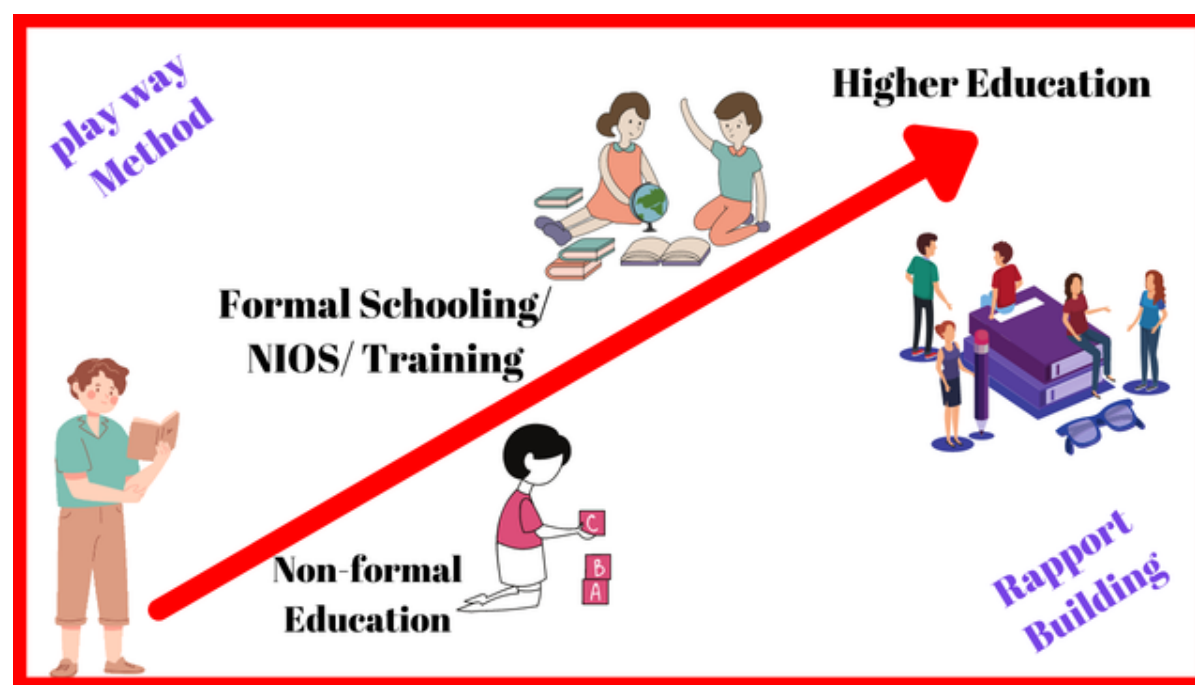 play way
Method
Higher Education
Formal Schooling/
NIOS/ Training
Non-formal
Education
C
B
A
Rapport
Building